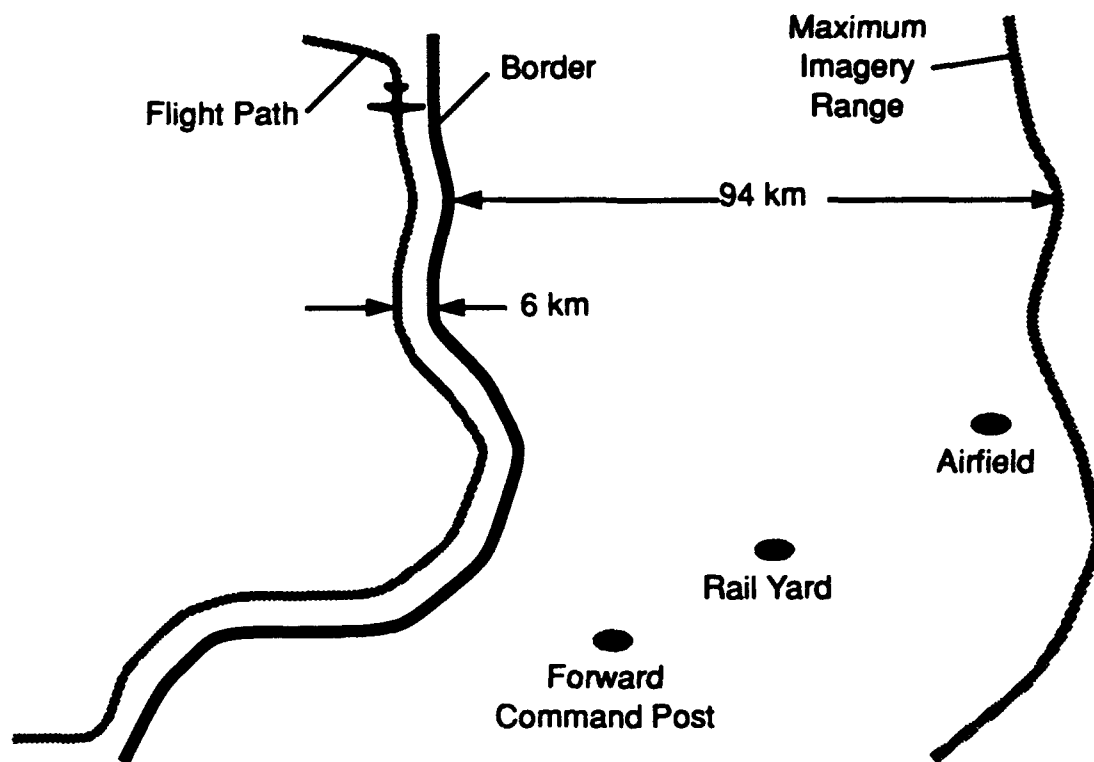 Maximum
Imagery
Range
Border
Flight Path
94 km
6 km
Airfield
Rail Yard
Forward
Command Post